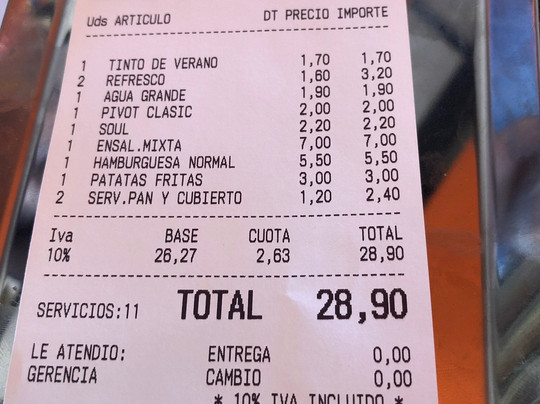 Uds ARTICULO DT PRECIO IMPORTE
1 TINTO DE VERANO 1,70 1,70
2 REFRESCO 1,60 3,20
1 AGUA GRANDE 1,90 1,90
1 PIVOT CLASIC 2,00 2,00
1 SOUL 2,20 2,20
1 ENSAL.MIXTA 7,00 7,00
1 HAMBURGUESA NORMAL 5,50 5,50
1 PATATAS FRITAS 3,00 3,00
2 SERV.PAN Y CUBIERTO 1,20 2,40
Iva BASE CUOTA TOTAL
10% 26,27 2,63 28,90
SERVICIOS:11 TOTAL 28,90
LE ATENDIO: ENTREGA 0,00
GERENCIA CAMBIO 0,00
* 10% IVA INCLUIDO *